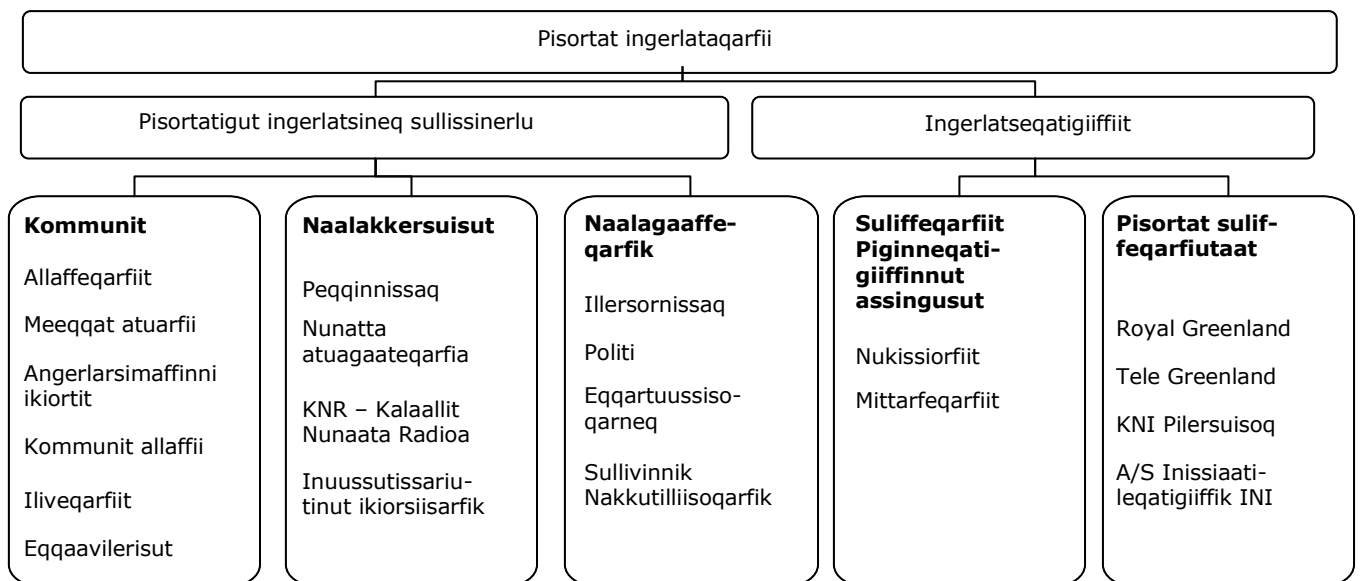 Pisortat ingerlataqarfii
Pisortatigut ingerlatsineq sullissinerlu
Ingerlatseqatigiiffiit
Kommunit
Allaffeqarfiit
Meeqqat atuarfii
Angerlarsimaffinni
ikiortit
Kommunit allaffii
Iliveqarfiit
Eqqaavilerisut
Naalakkersuisut
Peqqinnissaq
Nunatta
atuagaateqarfia
KNR – Kalaallit
Nunaata Radioa
Inuussutissariu-
tinut ikiorsiisarfik
Naalagaaffe-
qarfik
Illersornissaq
Politi
Eqqartuussiso-
qarneq
Sullivinnik
Nakkutilliisoqarfik
Suliffeqarfiit
Piginneqati-
giiffinnut
assingusut
Nukissiorfiit
Mittarfeqarfiit
Pisortat sulif-
feqarfiutaat
Royal Greenland
Tele Greenland
KNI Pilersuisoq
A/S Inissiaati-
leqatigiiffik INI